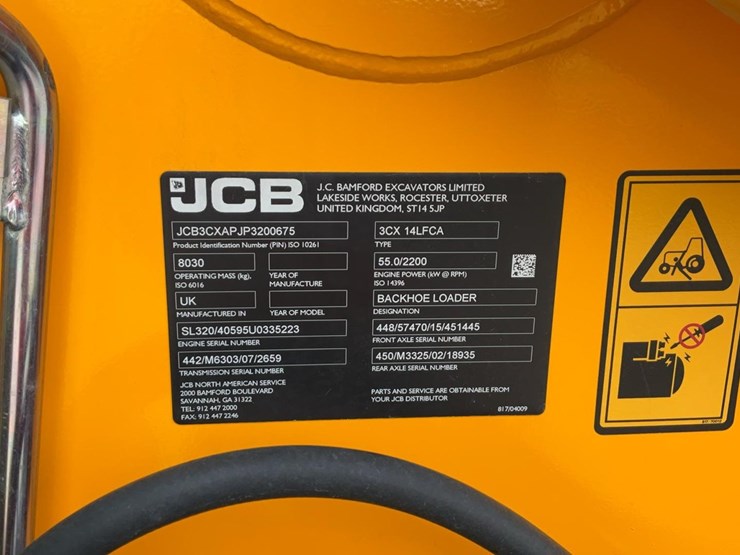 JCB
J.C. BAMFORD EXCAVATORS LIMITED
LAKESIDE WORKS, ROCESTER, UTTOXETER
UNITED KINGDOM, ST14 5JP
JCB3CXAPJP3200675
Product Identification Number (PIN) ISO 10261
8030
OPERATING MASS (kg),
ISO 6016
YEAR OF
MANUFACTURE
UK
MANUFACTURED IN
YEAR OF MODEL
SL320/40595U0335223
ENGINE SERIAL NUMBER
442/M6303/07/2659
TRANSMISSION SERIAL NUMBER
JCB NORTH AMERICAN SERVICE
2000 BAMFORD BOULEVARD
SAVANNAH, GA 31322
TEL: 912 447 2000
FAX: 912 447 2246
3CX 14LFCA
TYPE
55.0/2200
ENGINE POWER (kW @ RPM)
ISO 14396
BACKHOE LOADER
DESIGNATION
448/57470/15/451445
FRONT AXLE SERIAL NUMBER
450/M3325/02/18935
REAR AXLE SERIAL NUMBER
PARTS AND SERVICE ARE OBTAINABLE FROM
YOUR JCB DISTRIBUTOR
817/04009